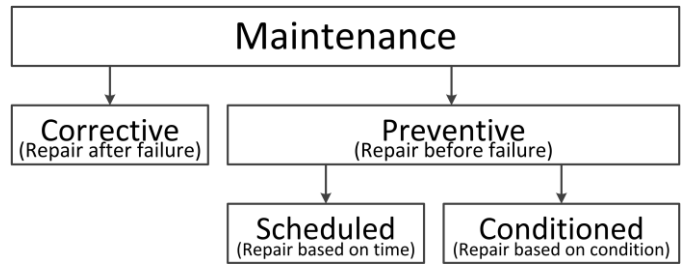 Maintenance
Corrective
(Repair after failure)
Preventive
(Repair before failure)
Scheduled
(Repair based on time)
Conditioned
(Repair based on condition)